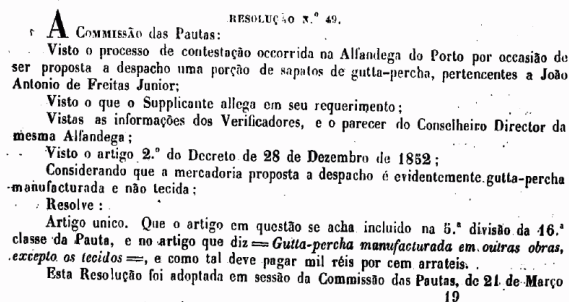 RESOLUÇÃO N.º 49.
A COMMISSÃO das Pautas:
Visto o processo de contestação occorrida na Alfandega do Porto por occasião de
ser proposta a despacho uma porção de sapatos de gutta-percha, pertencentes a João
Antonio de Freitas Junior;
Visto o que o Supplicante allega em seu requerimento;
Vistas as informações dos Verificadores, e o parecer do Conselheiro Director da
mesma Alfandega;
Visto o artigo 2.º do Decreto de 28 de Dezembro de 1852;
Considerando que a mercadoria proposta a despacho é evidentemente gutta-percha
manufacturada e não tecida;
Resolve:
Artigo unico. Que o artigo em questão se acha incluido na 5.ª divisão da 16.ª
classe da Pauta, e no artigo que diz=Gutta-percha manufacturada em outras obras,
excepto os tecidos=, e como tal deve pagar mil réis por cem arrateis.
Esta Resolução foi adoptada em sessão da Commissão das Pautas, de 21 de Março
19